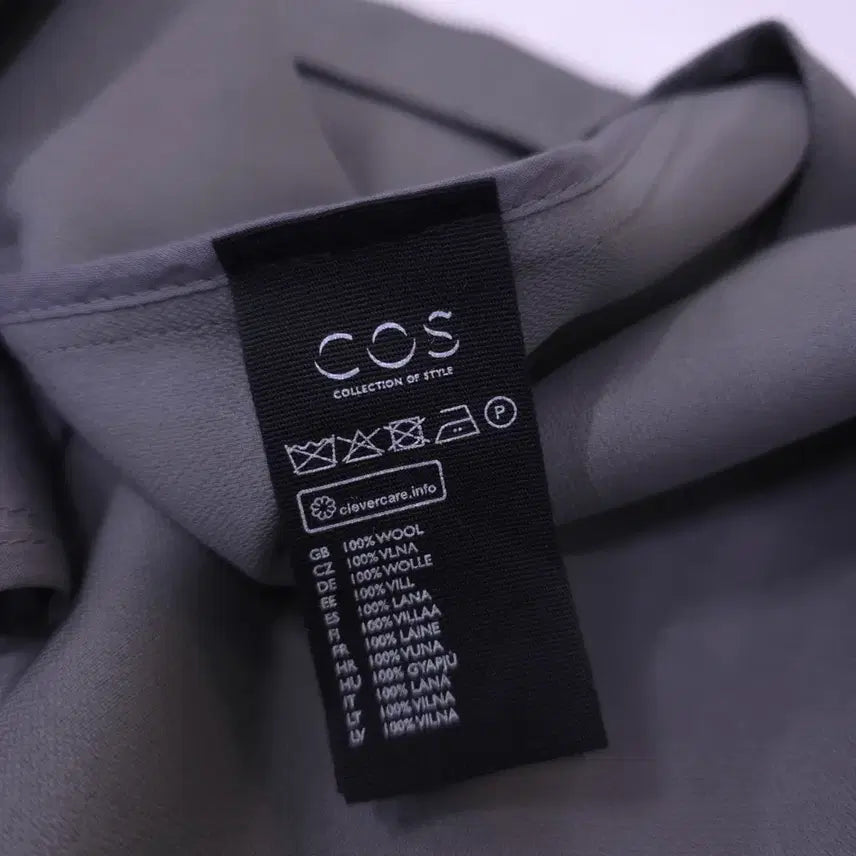 COS
COLLECTION OF STYLE
P
clevercare.info
GB 100% WOOL
CZ 100% VLNA
DE 100% WOLLE
EE 100% VILL
ES 100% LANA
FI 100% VILLAA
FR 100% LAINE
HR 100% VUNA
HU 100% GYAPJÚ
IT 100% LANA
LT 100% VILNA
LV 100% VILNA